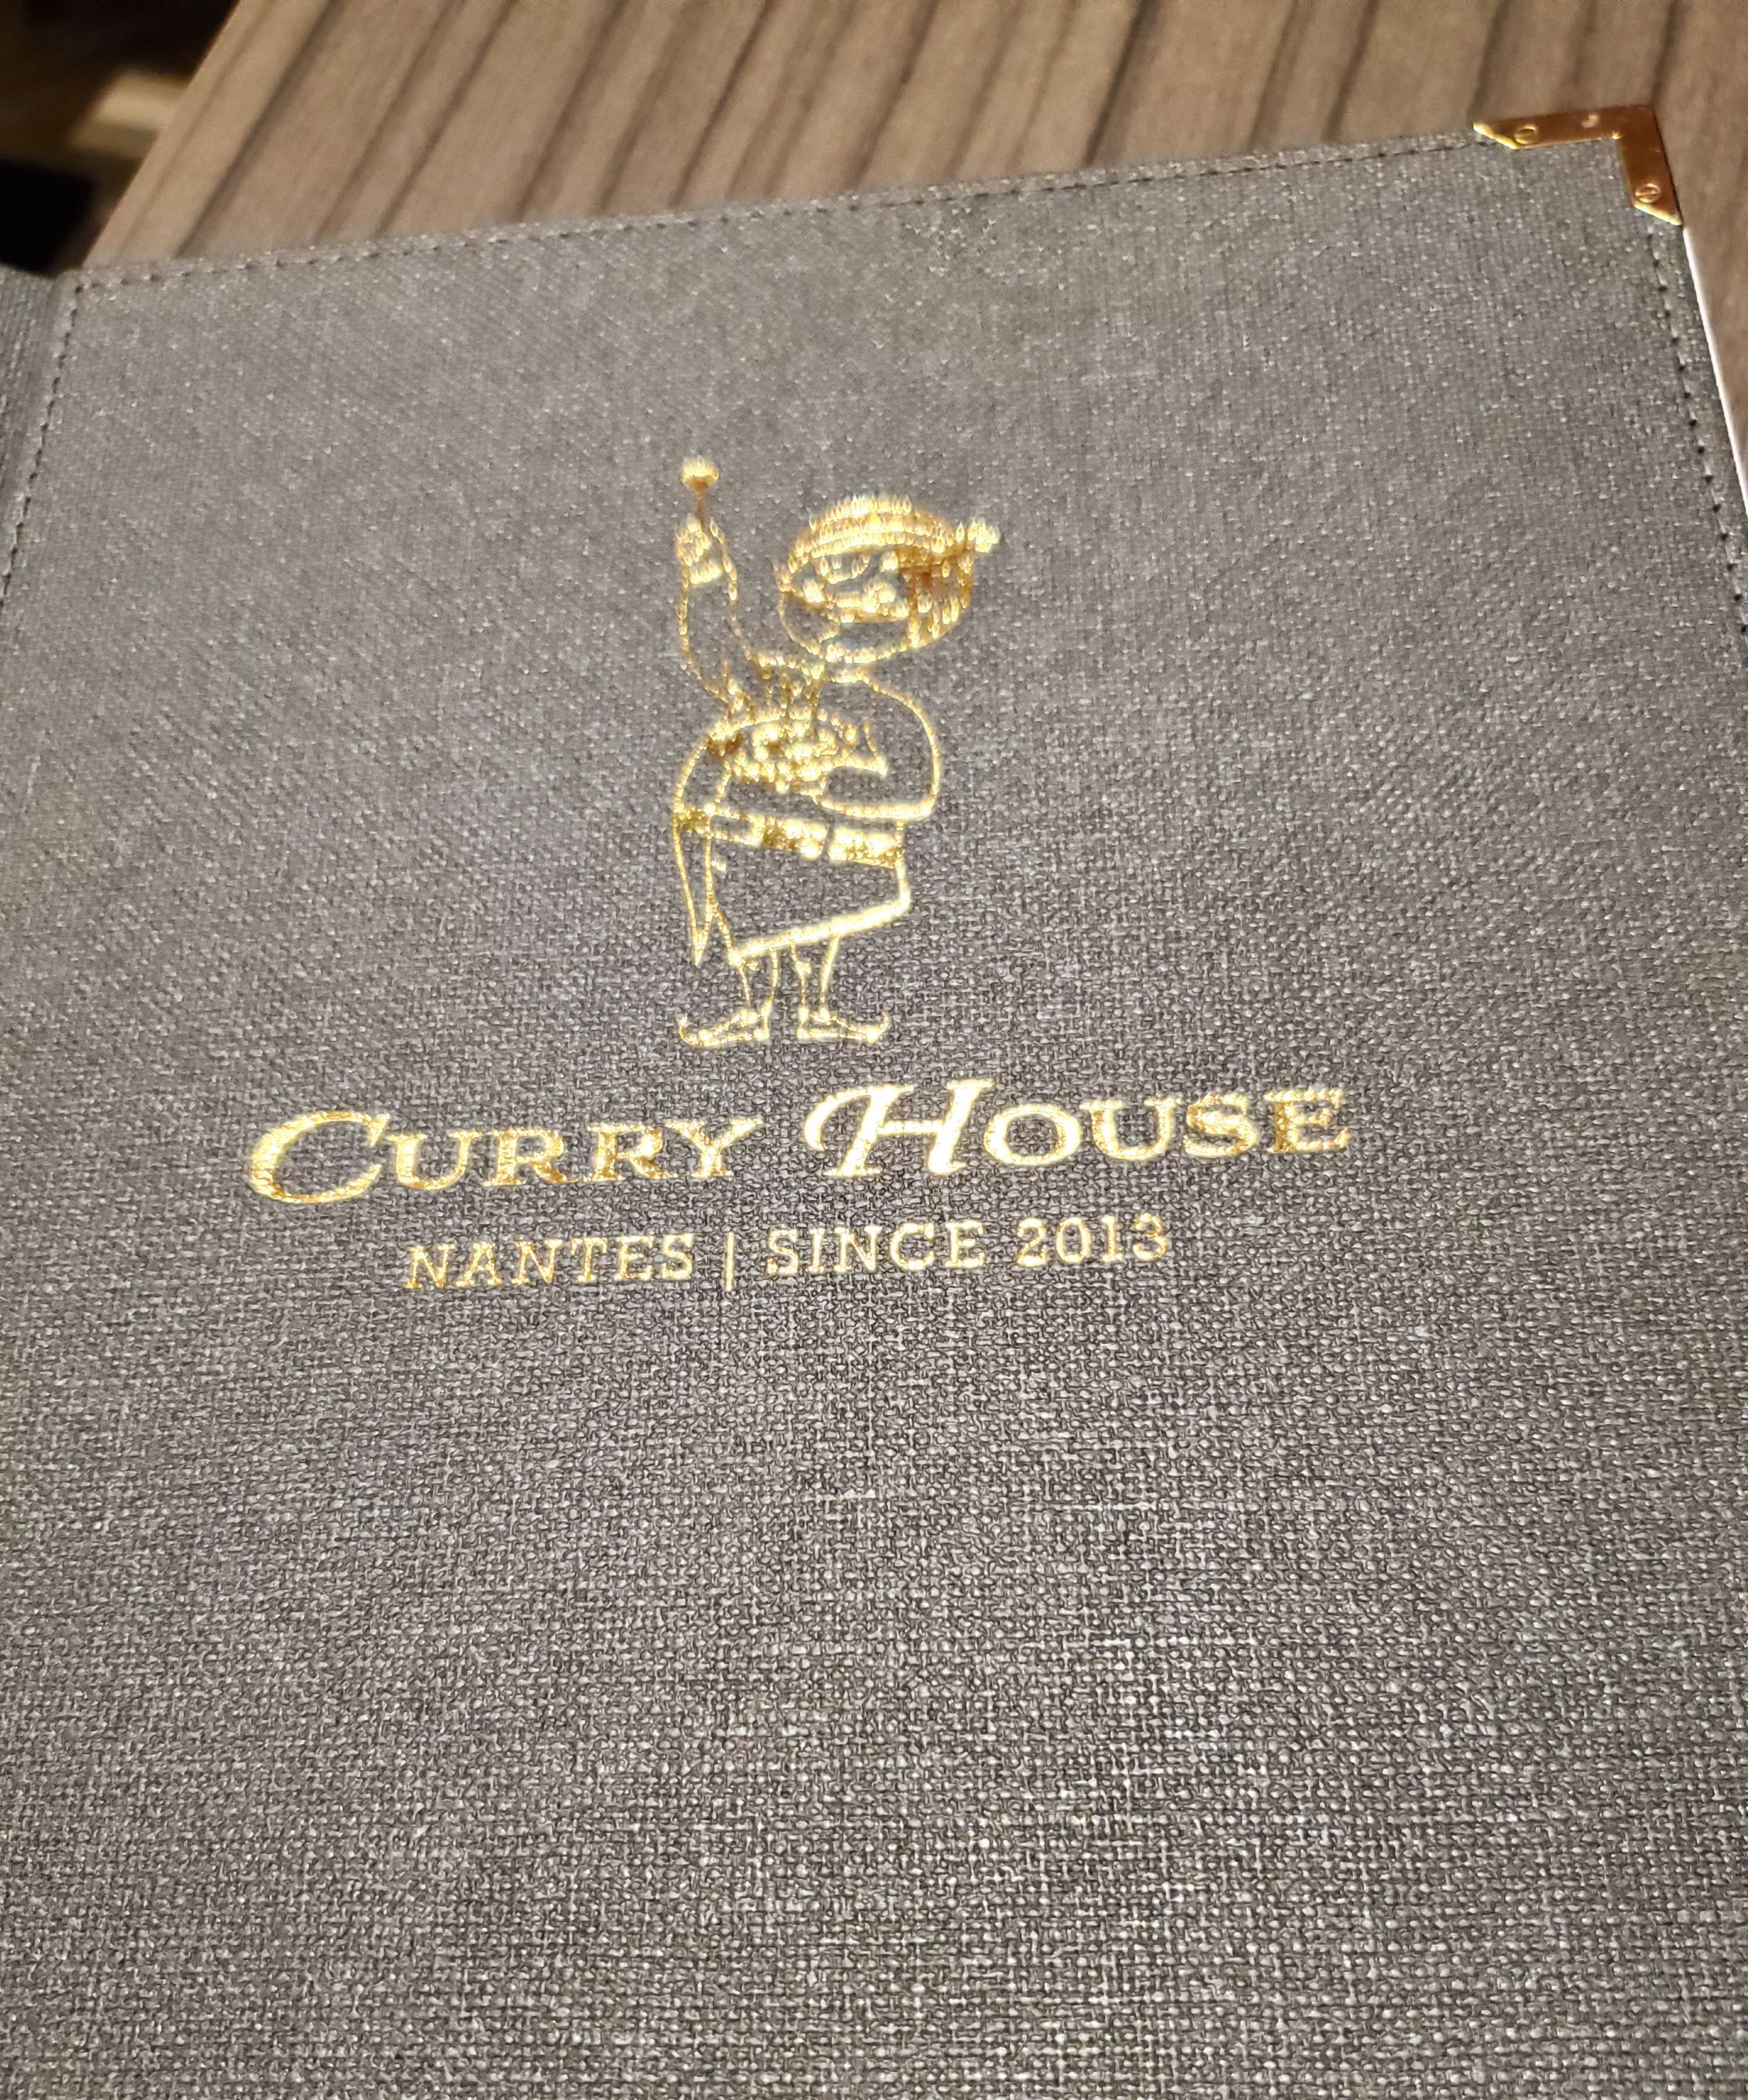 CURRY HOUSE
NANTES | SINCE 2013